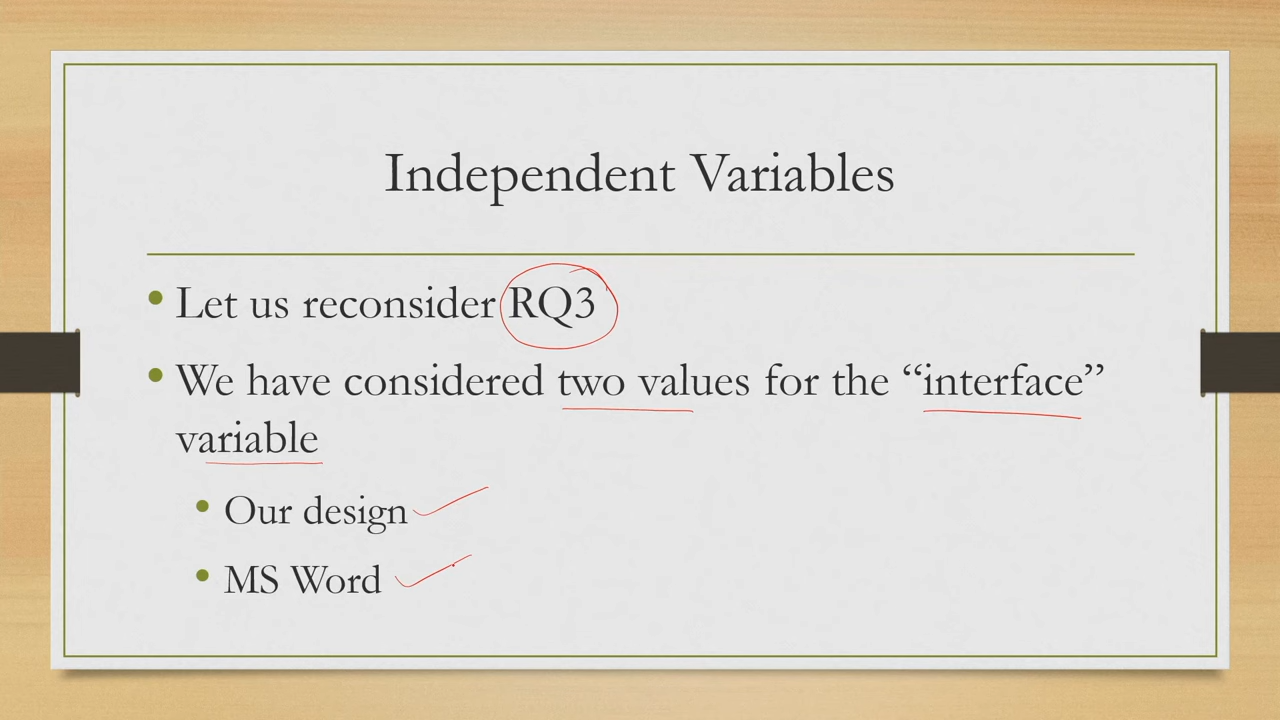 Independent Variables
• Let us reconsider RQ3
• We have considered two values for the “interface”
variable
• Our design
• MS Word